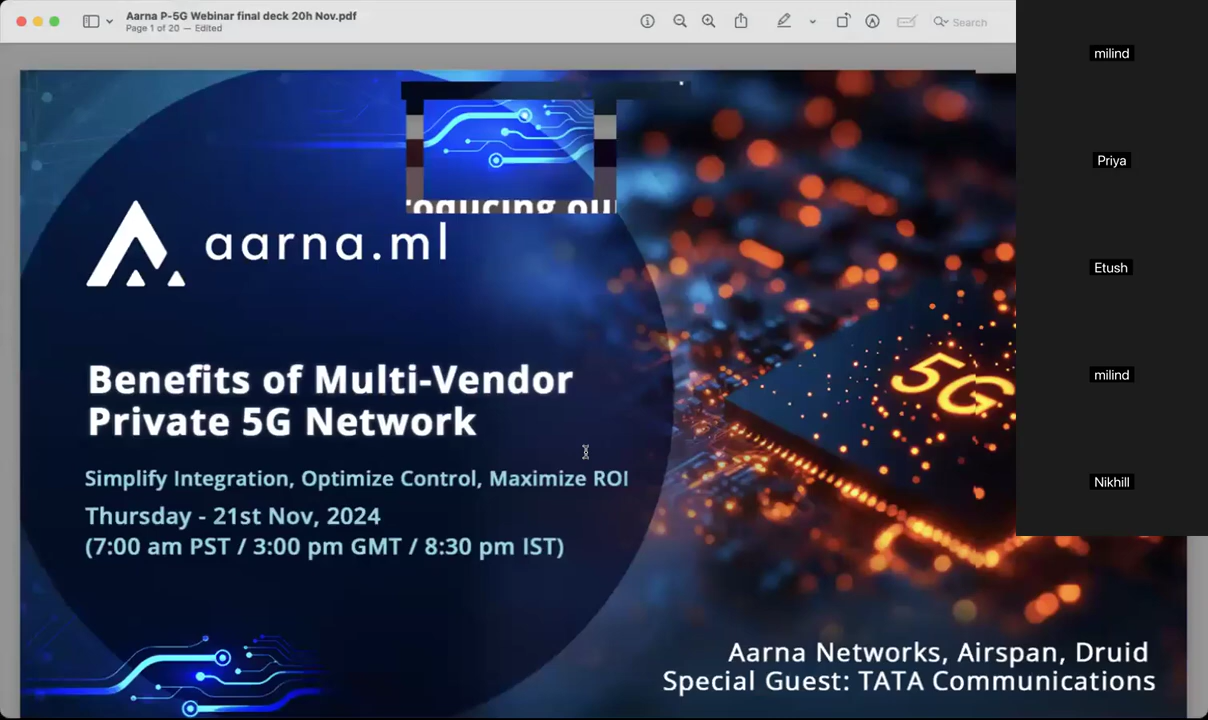 Aarna P-5G Webinar final deck 20h Nov.pdf
Page 1 of 20 — Edited
Search
milind
Priya
Etush
milind
Nikhill
roducing our
aarna.ml
5G
Benefits of Multi-Vendor
Private 5G Network
Simplify Integration, Optimize Control, Maximize ROI
Thursday - 21st Nov, 2024
(7:00 am PST / 3:00 pm GMT / 8:30 pm IST)
Aarna Networks, Airspan, Druid
Special Guest: TATA Communications